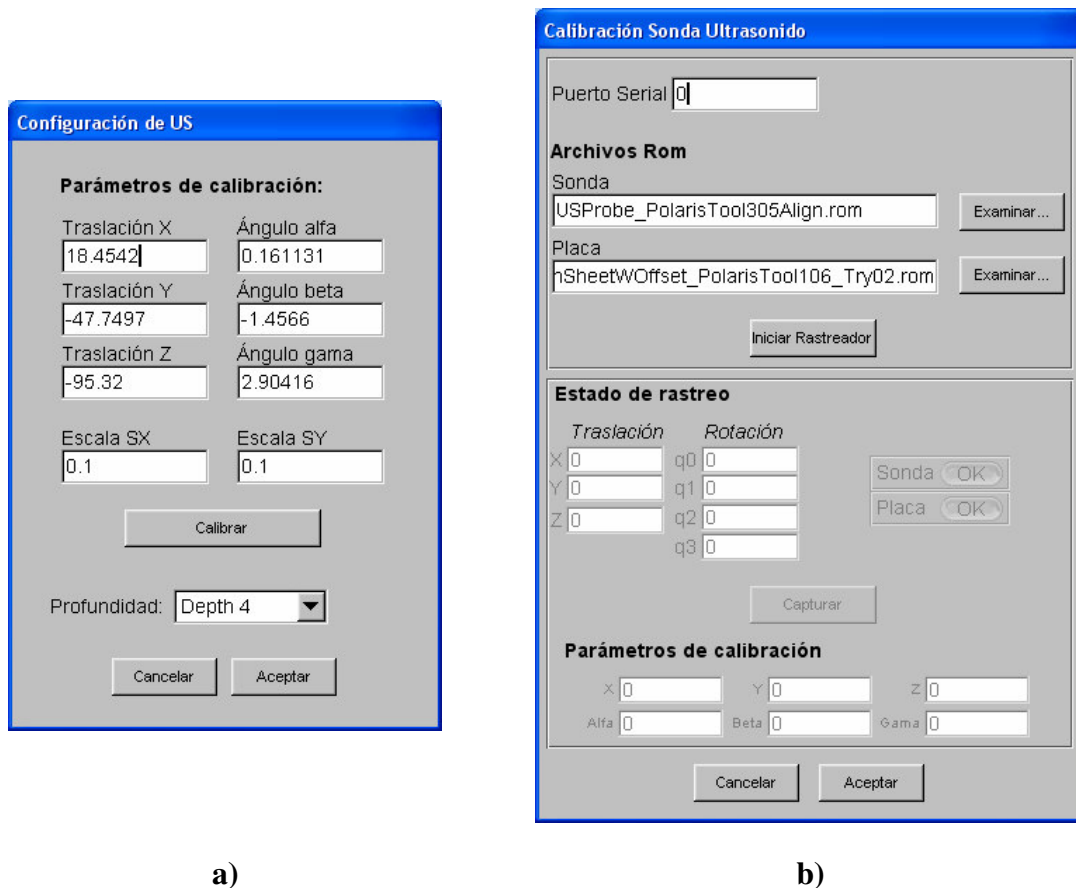 Configuración de US
Parámetros de calibración:
Traslación X Ángulo alfa
18.4542 0.161131
Traslación Y Ángulo beta
-47.7497 -1.4566
Traslación Z Ángulo gama
-95.32 2.90416
Escala SX Escala SY
0.1 0.1
Calibrar
Profundidad: Depth 4
Cancelar Aceptar
a)
Calibración Sonda Ultrasonido
Puerto Serial 0
Archivos Rom
Sonda
USProbe_PolarisTool305Align.rom Examinar...
Placa
nSheetWOffset_PolarisTool106_Try02.rom Examinar...
Iniciar Rastreador
Estado de rastreo
Traslación Rotación
X 0 q0 0
Y 0 q1 0
Z 0 q2 0
q3 0
Sonda OK
Placa OK
Capturar
Parámetros de calibración
X 0 Y 0 Z 0
Alfa 0 Beta 0 Gama 0
Cancelar Aceptar
b)